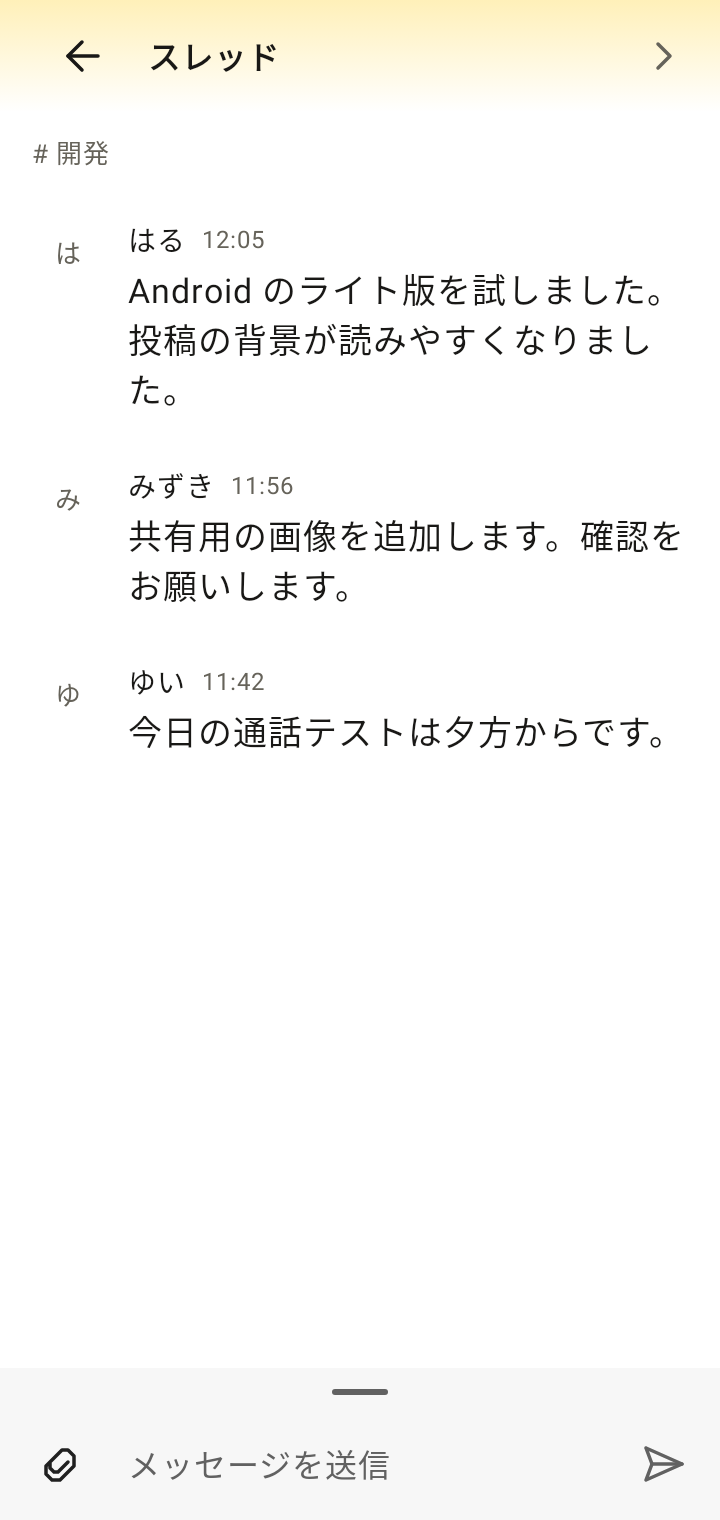 スレッド
# 開発
は
はる 12:05
Android のライト版を試しました。
投稿の背景が読みやすくなりまし
た。
み
みずき 11:56
共有用の画像を追加します。確認を
お願いします。
ゆ
ゆい 11:42
今日の通話テストは夕方からです。
メッセージを送信